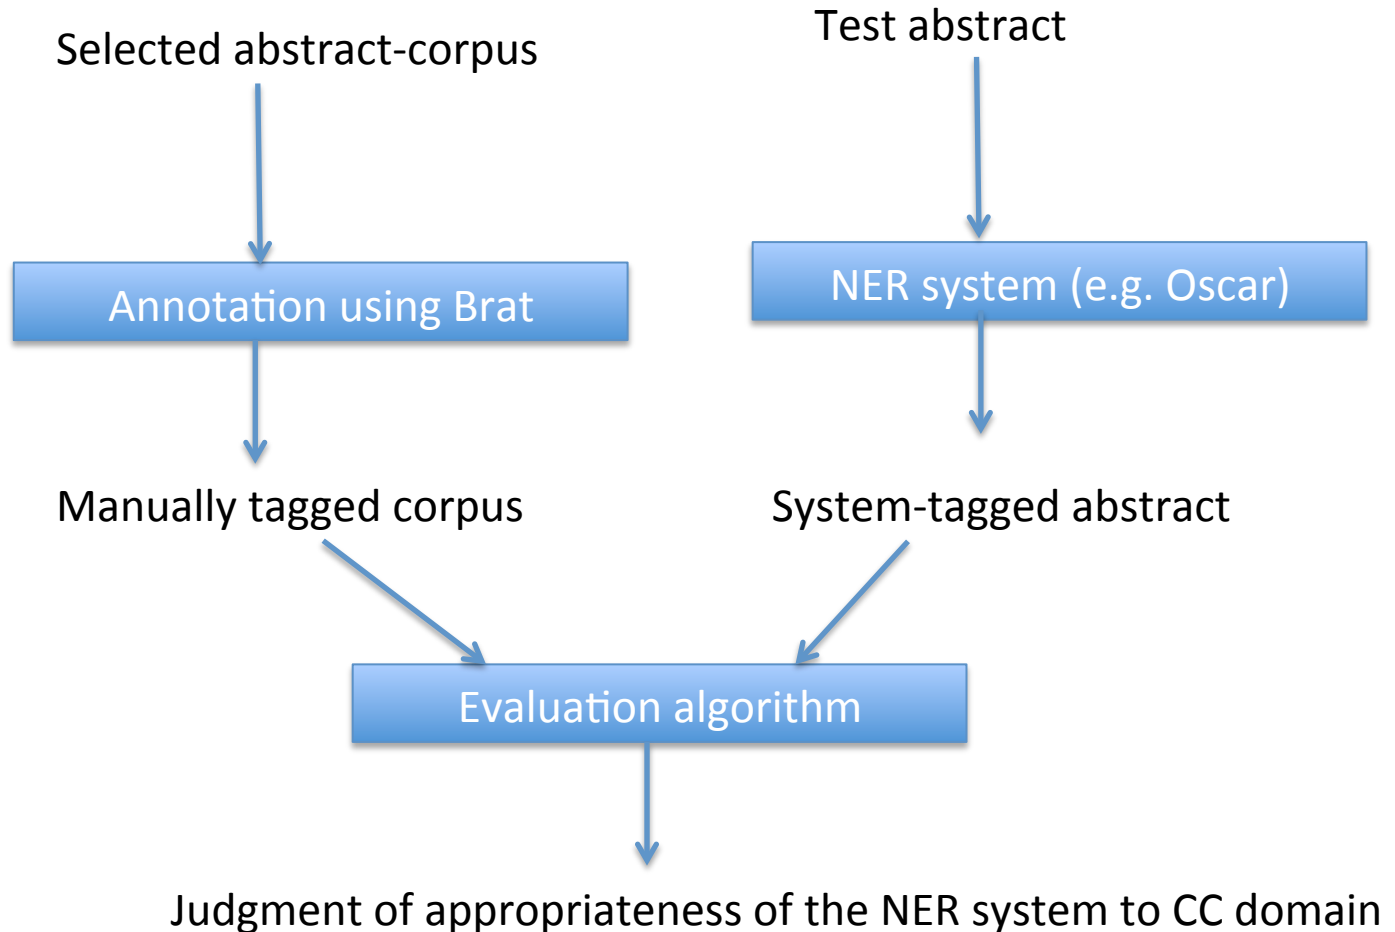 Selected abstract-corpus
Test abstract
Annotation using Brat
NER system (e.g. Oscar)
Manually tagged corpus
System-tagged abstract
Evaluation algorithm
Judgment of appropriateness of the NER system to CC domain